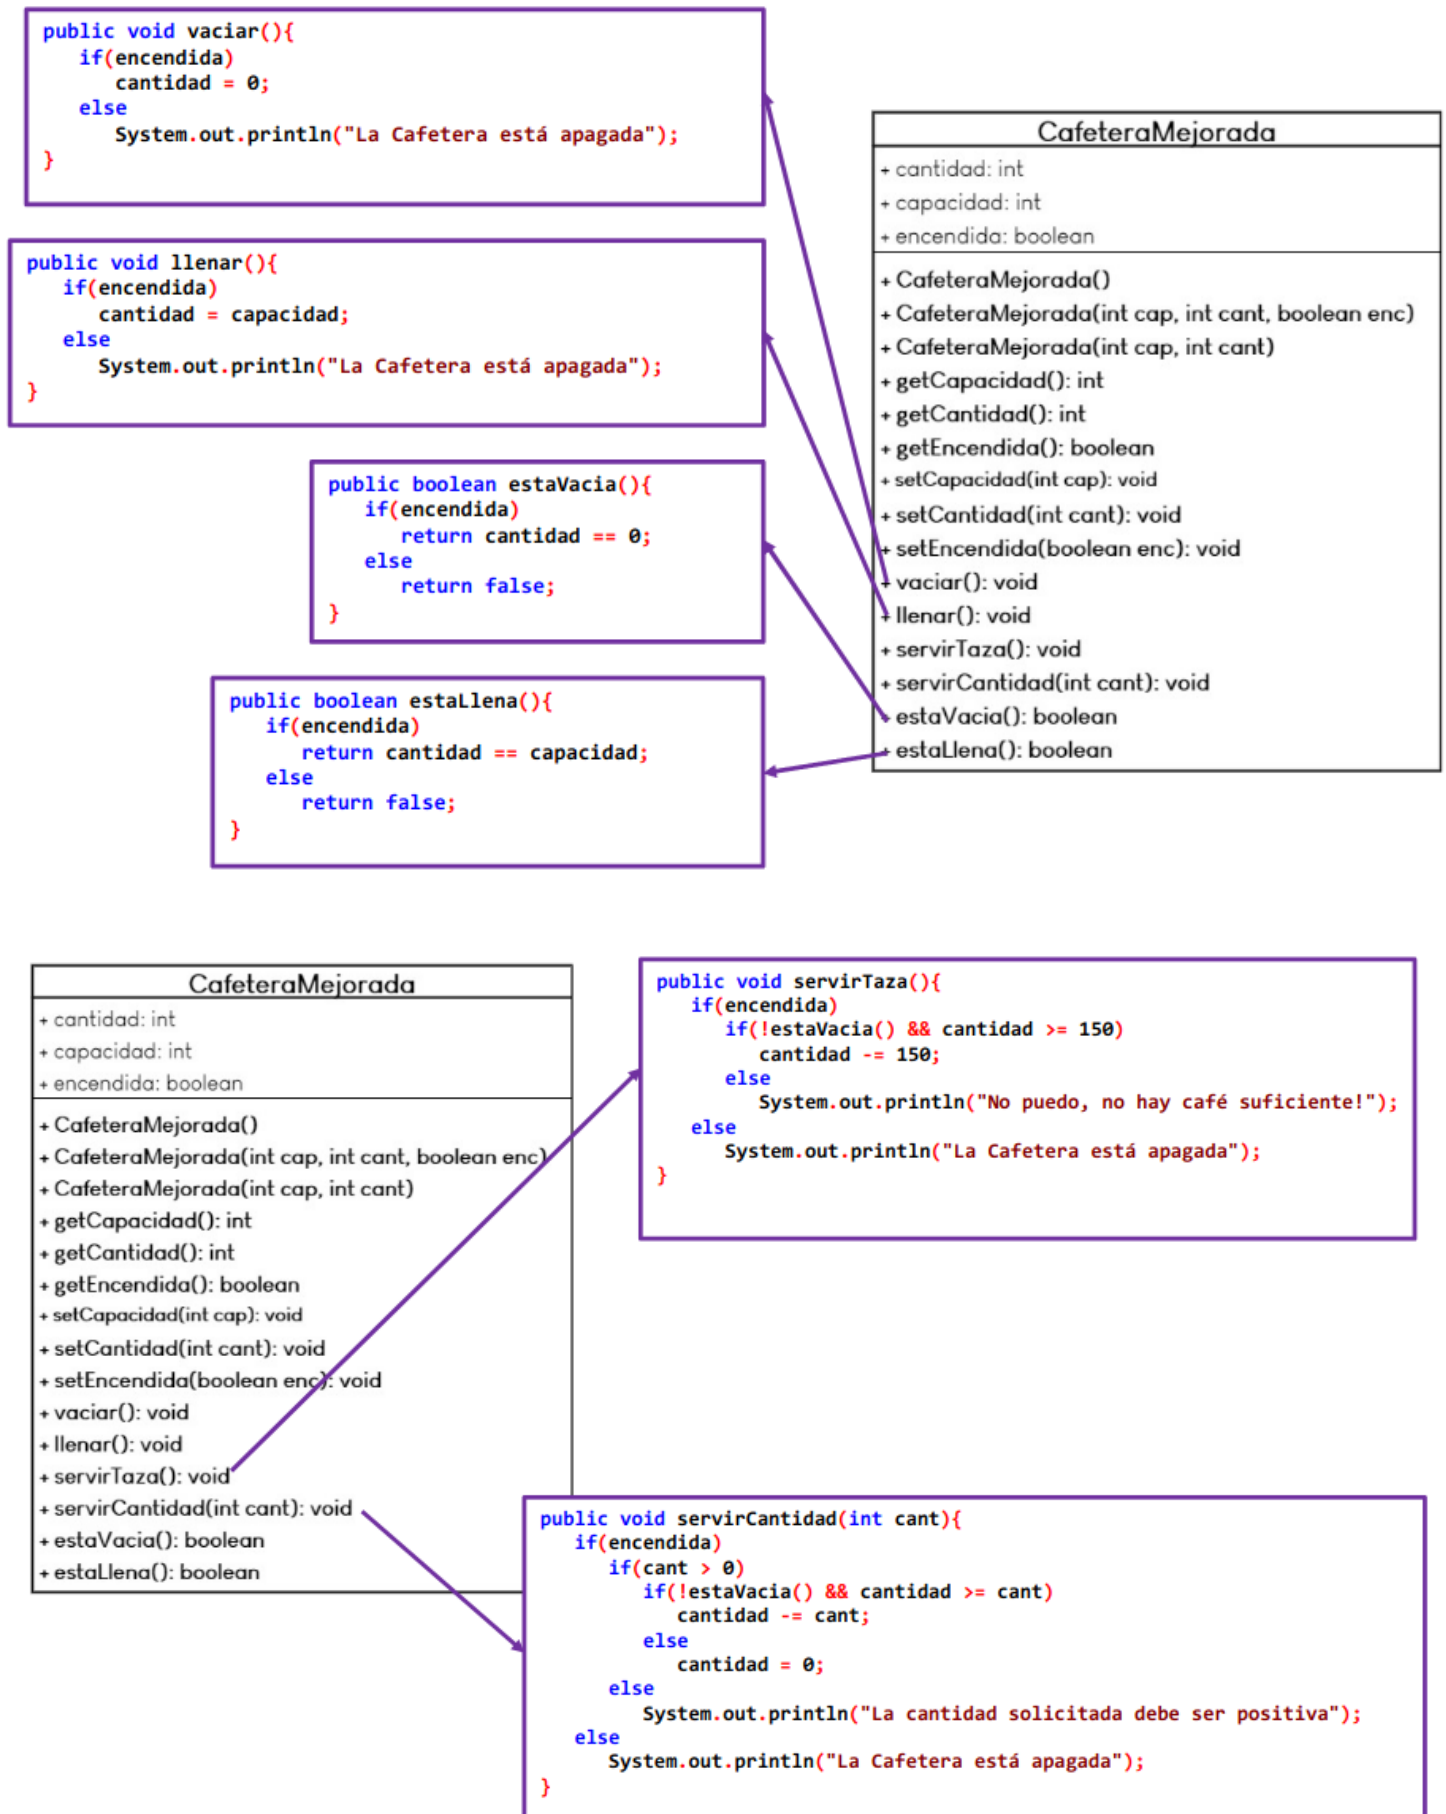 public void vaciar(){
if(encendida)
cantidad = 0;
else
System.out.println("La Cafetera está apagada");
}
public void llenar(){
if(encendida)
cantidad = capacidad;
else
System.out.println("La Cafetera está apagada");
}
public boolean estaVacia(){
if(encendida)
return cantidad == 0;
else
return false;
}
public boolean estaLlena(){
if(encendida)
return cantidad == capacidad;
else
return false;
}
CafeteraMejorada
+ cantidad: int
+ capacidad: int
+ encendida: boolean
+ CafeteraMejorada()
+ CafeteraMejorada(int cap, int cant, boolean enc)
+ CafeteraMejorada(int cap, int cant)
+ getCapacidad(): int
+ getCantidad(): int
+ getEncendida(): boolean
+ setCapacidad(int cap): void
+ setCantidad(int cant): void
+ setEncendida(boolean enc): void
+ vaciar(): void
+ llenar(): void
+ servirTaza(): void
+ servirCantidad(int cant): void
+ estaVacia(): boolean
+ estaLlena(): boolean
CafeteraMejorada
+ cantidad: int
+ capacidad: int
+ encendida: boolean
+ CafeteraMejorada()
+ CafeteraMejorada(int cap, int cant, boolean enc)
+ CafeteraMejorada(int cap, int cant)
+ getCapacidad(): int
+ getCantidad(): int
+ getEncendida(): boolean
+ setCapacidad(int cap): void
+ setCantidad(int cant): void
+ setEncendida(boolean enc): void
+ vaciar(): void
+ llenar(): void
+ servirTaza(): void
+ servirCantidad(int cant): void
+ estaVacia(): boolean
+ estaLlena(): boolean
public void servirTaza(){
if(encendida)
if(!estaVacia() && cantidad >= 150)
cantidad -= 150;
else
System.out.println("No puedo, no hay café suficiente!");
else
System.out.println("La Cafetera está apagada");
}
public void servirCantidad(int cant){
if(encendida)
if(cant > 0)
if(!estaVacia() && cantidad >= cant)
cantidad -= cant;
else
cantidad = 0;
else
System.out.println("La cantidad solicitada debe ser positiva");
else
System.out.println("La Cafetera está apagada");
}